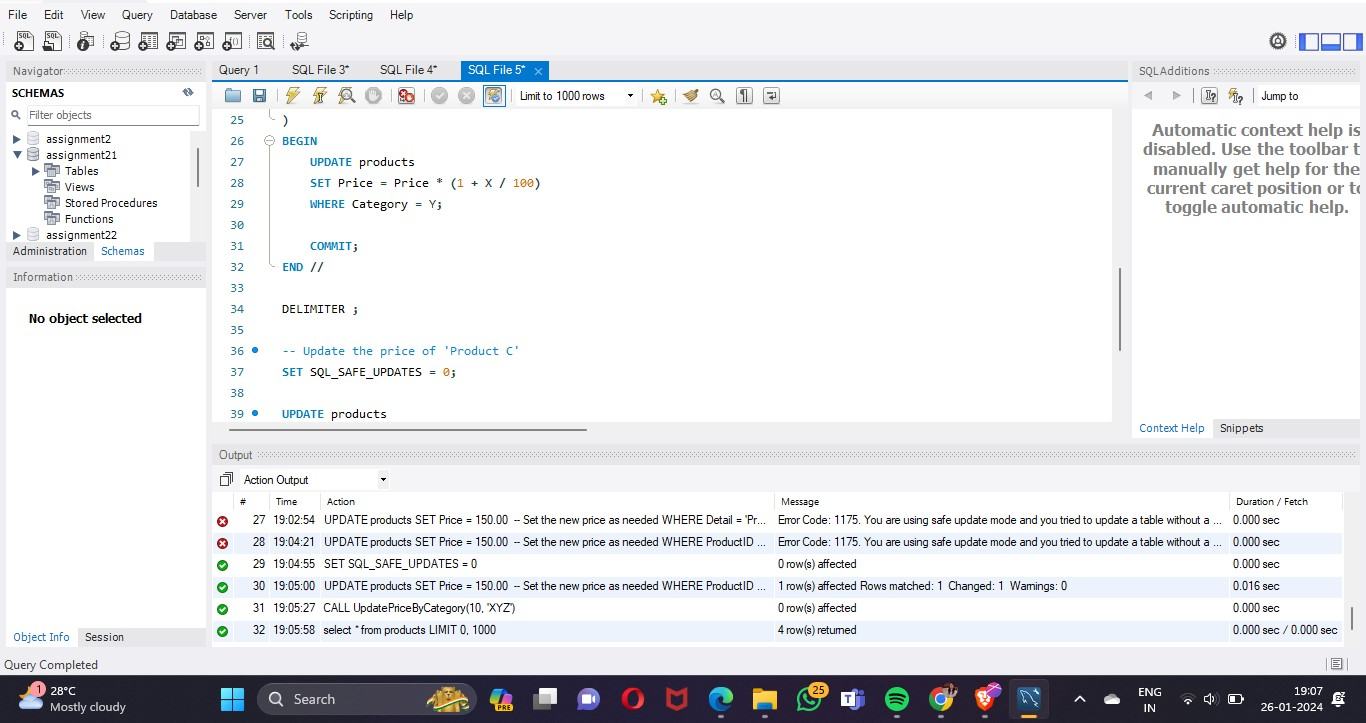 File Edit View Query Database Server Tools Scripting Help
Navigator
SCHEMAS
Filter objects
assignment2
assignment21
Tables
Views
Stored Procedures
Functions
assignment22
Administration Schemas
Information
No object selected
Object Info Session
Query 1 SQL File 3* SQL File 4* SQL File 5*
Limit to 1000 rows
25 )
26 BEGIN
27 UPDATE products
28 SET Price = Price * (1 + X / 100)
29 WHERE Category = Y;
30
31 COMMIT;
32 END //
33
34 DELIMITER ;
35
36 -- Update the price of 'Product C'
37 SET SQL_SAFE_UPDATES = 0;
38
39 UPDATE products
SQLAdditions
Jump to
Automatic context help is
disabled. Use the toolbar t
manually get help for the
current caret position or to
toggle automatic help.
Context Help Snippets
Output
Action Output
# Time Action Message Duration / Fetch
27 19:02:54 UPDATE products SET Price = 150.00 -- Set the new price as needed WHERE Detail = 'Pr... Error Code: 1175. You are using safe update mode and you tried to update a table without a ... 0.000 sec
28 19:04:21 UPDATE products SET Price = 150.00 -- Set the new price as needed WHERE ProductID ... Error Code: 1175. You are using safe update mode and you tried to update a table without a ... 0.000 sec
29 19:04:55 SET SQL_SAFE_UPDATES = 0 0 row(s) affected 0.000 sec
30 19:05:00 UPDATE products SET Price = 150.00 -- Set the new price as needed WHERE ProductID ... 1 row(s) affected Rows matched: 1 Changed: 1 Warnings: 0 0.016 sec
31 19:05:27 CALL UpdatePriceByCategory(10, 'XYZ') 0 row(s) affected 0.000 sec
32 19:05:58 select * from products LIMIT 0, 1000 4 row(s) returned 0.000 sec / 0.000 sec
Query Completed
1
28°C
Mostly cloudy
Search
PRE
25
ENG
IN
19:07
26-01-2024